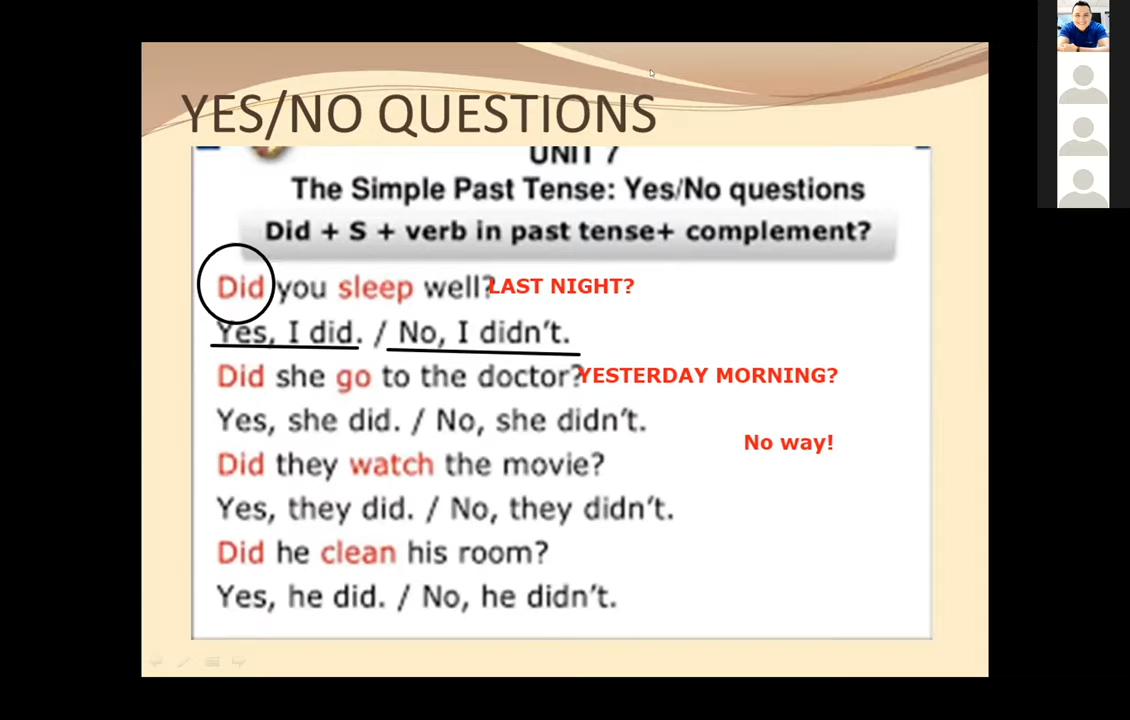 YES/NO QUESTIONS
UNIT 7
The Simple Past Tense: Yes/No questions
Did + S + verb in past tense+ complement?
Did you sleep well? LAST NIGHT?
Yes, I did. / No, I didn't.
Did she go to the doctor? YESTERDAY MORNING?
Yes, she did. / No, she didn't.
No way!
Did they watch the movie?
Yes, they did. / No, they didn't.
Did he clean his room?
Yes, he did. / No, he didn't.